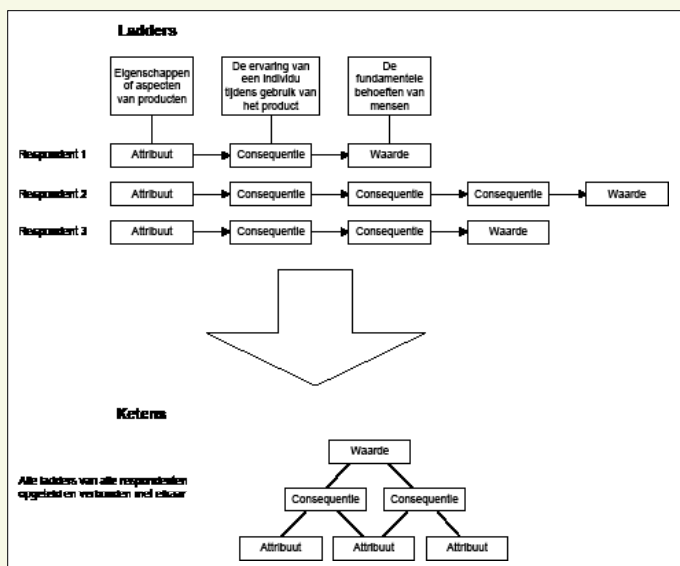 Ladders
Eigenschappen
of aspecten
van producten
De ervaring van
een individu
tijdens gebruik van
het product
De
fundamentele
behoeften van
mensen
Respondent 1
Attribuut
Consequentie
Waarde
Respondent 2
Attribuut
Consequentie
Consequentie
Consequentie
Waarde
Respondent 3
Attribuut
Consequentie
Consequentie
Waarde
Ketens
Waarde
Alle ladders van alle respondenten
opgeteld en verbonden met elkaar
Consequentie
Consequentie
Attribuut
Attribuut
Attribuut